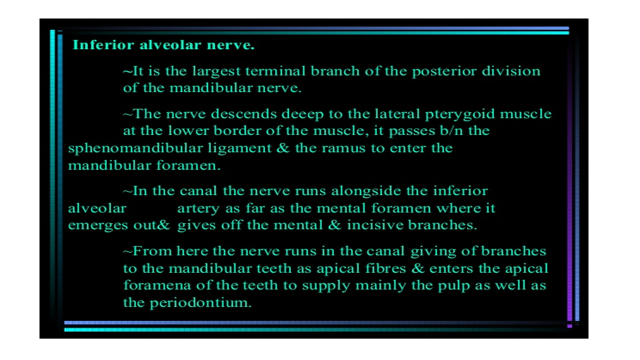 Inferior alveolar nerve.
~It is the largest terminal branch of the posterior division
of the mandibular nerve.
~The nerve descends deeep to the lateral pterygoid muscle
at the lower border of the muscle, it passes b/n the
sphenomandibular ligament & the ramus to enter the
mandibular foramen.
~In the canal the nerve runs alongside the inferior
alveolar artery as far as the mental foramen where it
emerges out& gives off the mental & incisive branches.
~From here the nerve runs in the canal giving of branches
to the mandibular teeth as apical fibres & enters the apical
foramena of the teeth to supply mainly the pulp as well as
the periodontium.